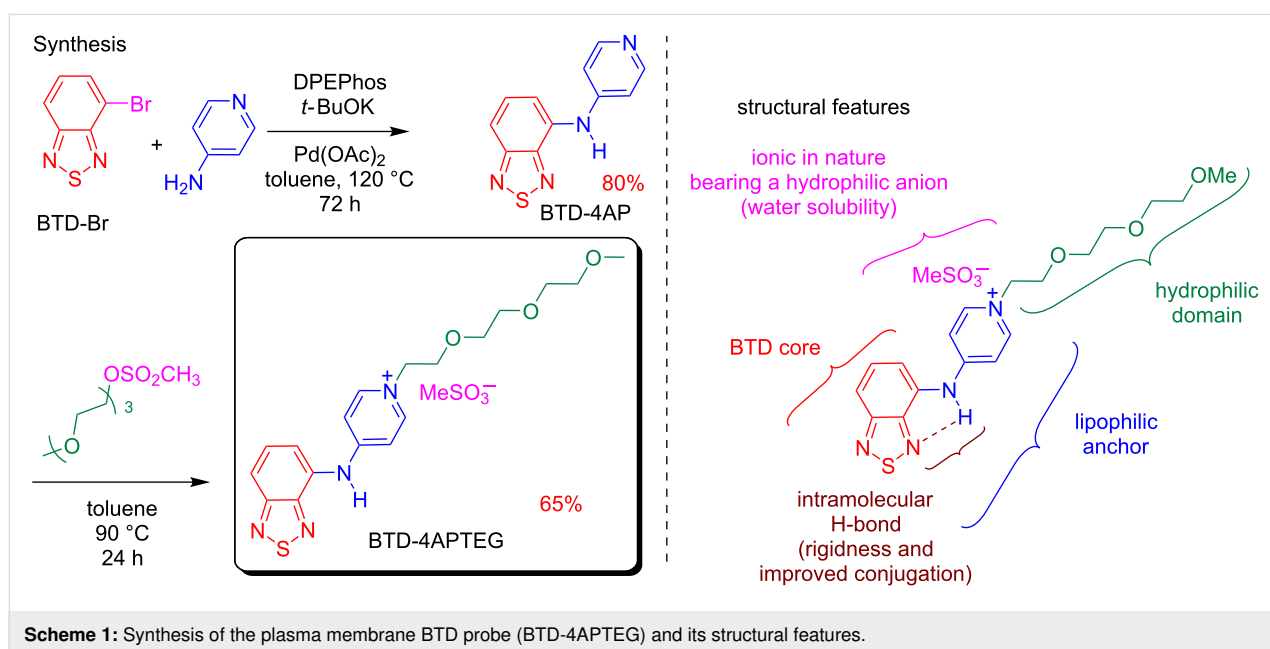 Synthesis
Br
N
N
S
BTD-Br
+
N
H₂N
DPEPhos
t-BuOK
Pd(OAc)₂
toluene, 120 °C
72 h
N
N
H
N
N
S
80%
BTD-4AP
OSO₂CH₃
3
O
toluene
90 °C
24 h
O
O
O
+
N
MeSO₃⁻
N
H
N
N
S
65%
BTD-4APTEG
structural features
ionic in nature
bearing a hydrophilic anion
(water solubility)
OMe
O
O
MeSO₃⁻
+
N
hydrophilic
domain
BTD core
N
H
N
N
S
lipophilic
anchor
intramolecular
H-bond
(rigidness and
improved conjugation)
Scheme 1: Synthesis of the plasma membrane BTD probe (BTD-4APTEG) and its structural features.